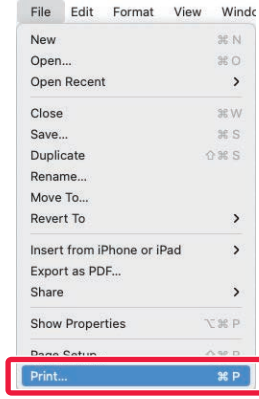 File Edit Format View Windo
New ⌘ N
Open... ⌘ O
Open Recent >
Close ⌘ W
Save... ⌘ S
Duplicate ⇧ ⌘ S
Rename...
Move To...
Revert To >
Insert from iPhone or iPad >
Export as PDF...
Share >
Show Properties ⌥ ⌘ P
Page Setup ⇧ ⌘ P
Print... ⌘ P